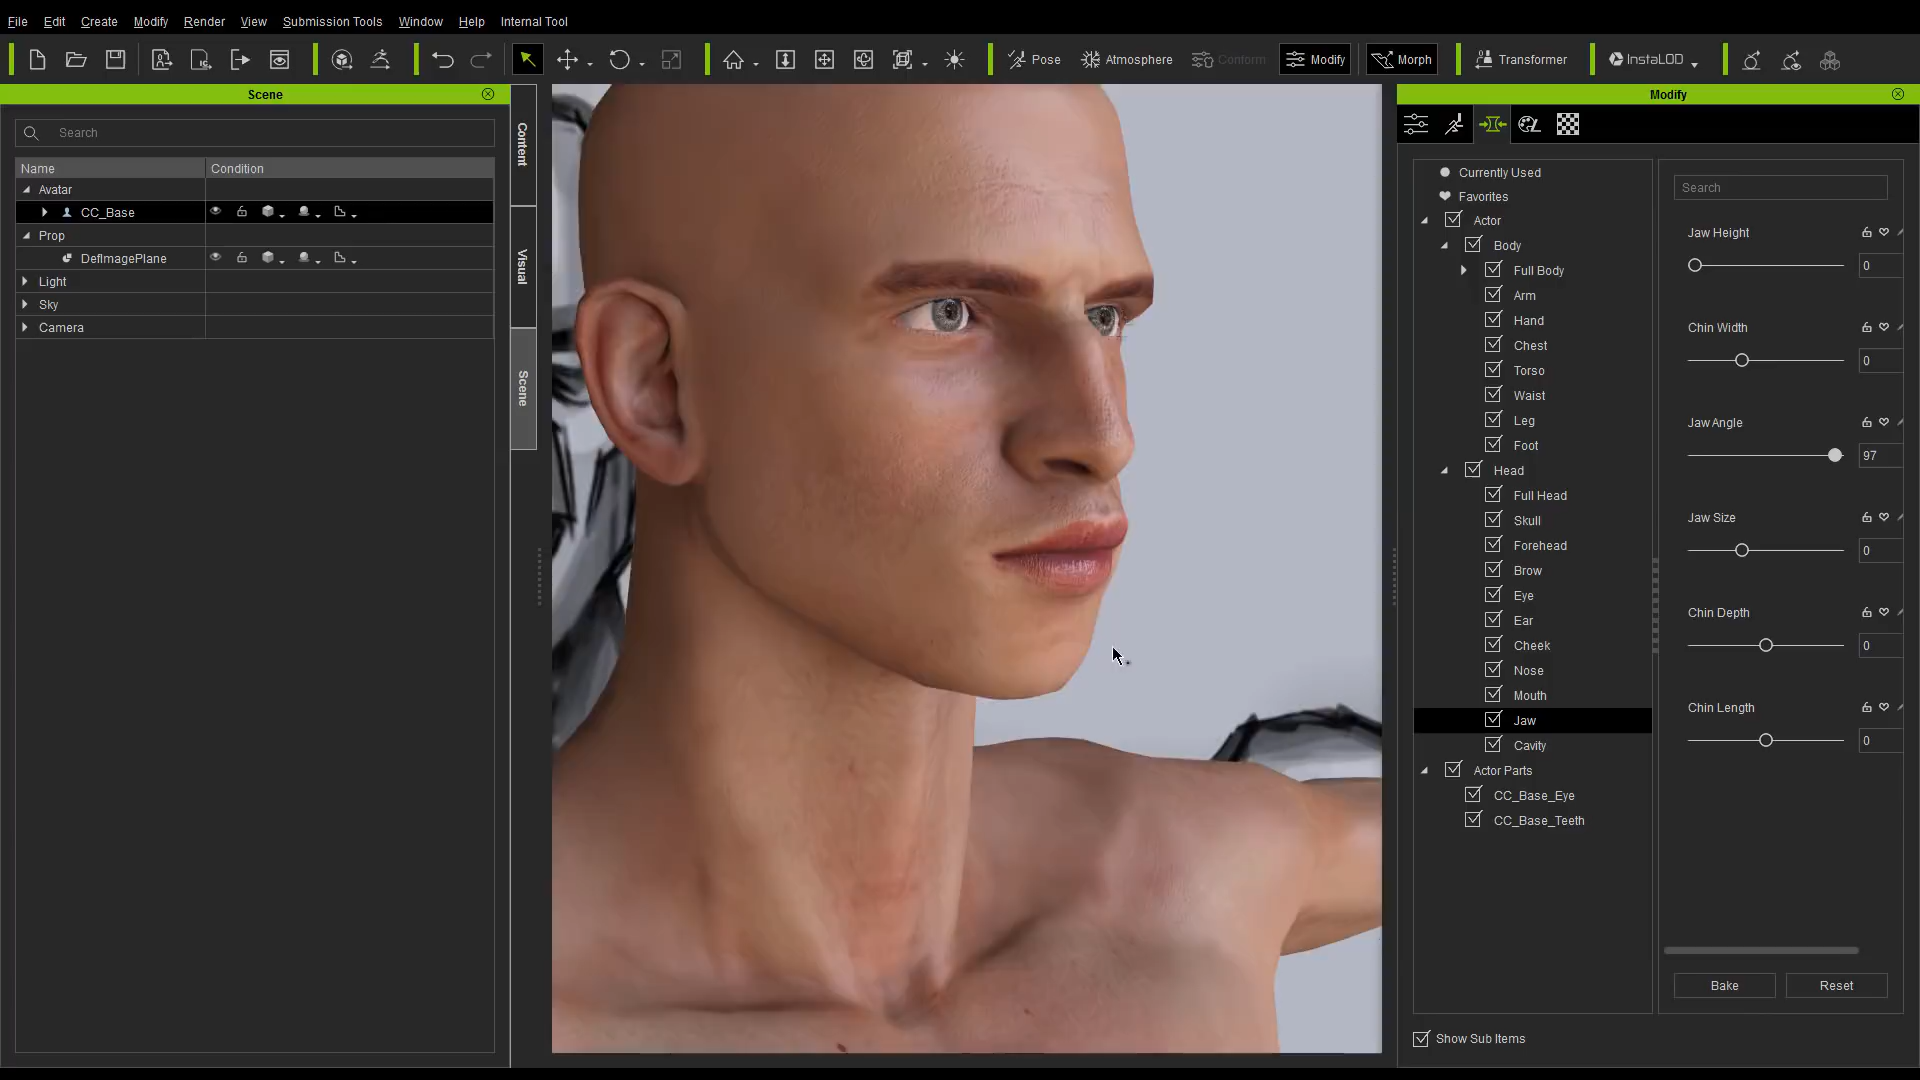 File Edit Create Modify Render View Submission Tools Window Help Internal Tool
Pose Atmosphere Conform Modify Morph Transformer InstaLOD
Scene
Search
Name Condition
Avatar
CC_Base
Prop
DefImagePlane
Light
Sky
Camera
Content
Visual
Scene
Modify
Currently Used
Favorites
Actor
Body
Full Body
Arm
Hand
Chest
Torso
Waist
Leg
Foot
Head
Full Head
Skull
Forehead
Brow
Eye
Ear
Cheek
Nose
Mouth
Jaw
Cavity
Actor Parts
CC_Base_Eye
CC_Base_Teeth
Show Sub Items
Search
Jaw Height
0
Chin Width
0
Jaw Angle
97
Jaw Size
0
Chin Depth
0
Chin Length
0
Bake Reset